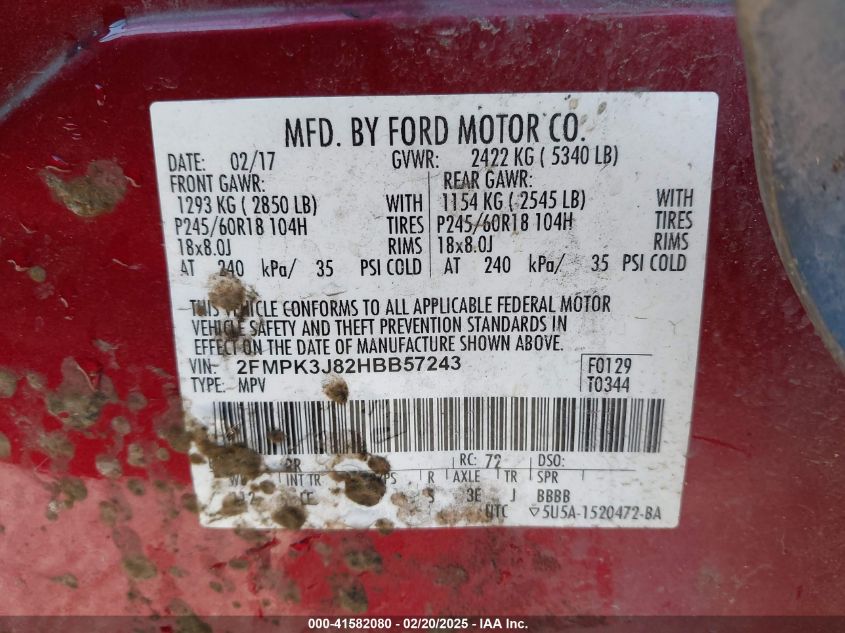 MFD. BY FORD MOTOR CO.
DATE: 02/17 GVWR: 2422 KG ( 5340 LB)
FRONT GAWR: REAR GAWR:
1293 KG ( 2850 LB) WITH 1154 KG ( 2545 LB) WITH
P245/60R18 104H TIRES P245/60R18 104H TIRES
18x8.0J RIMS 18x8.0J RIMS
AT 240 kPa/ 35 PSI COLD AT 240 kPa/ 35 PSI COLD
THIS VEHICLE CONFORMS TO ALL APPLICABLE FEDERAL MOTOR
VEHICLE SAFETY AND THEFT PREVENTION STANDARDS IN
EFFECT ON THE DATE OF MANUFACTURE SHOWN ABOVE.
VIN: 2FMPK3J82HBB57243 F0129
TYPE: MPV T0344
RC: 72 DSO:
INT TR R AXLE TR SPR
3E J BBBB
UTC 5U5A-1520472-BA
000-41582080 - 02/20/2025 - IAA, Inc.